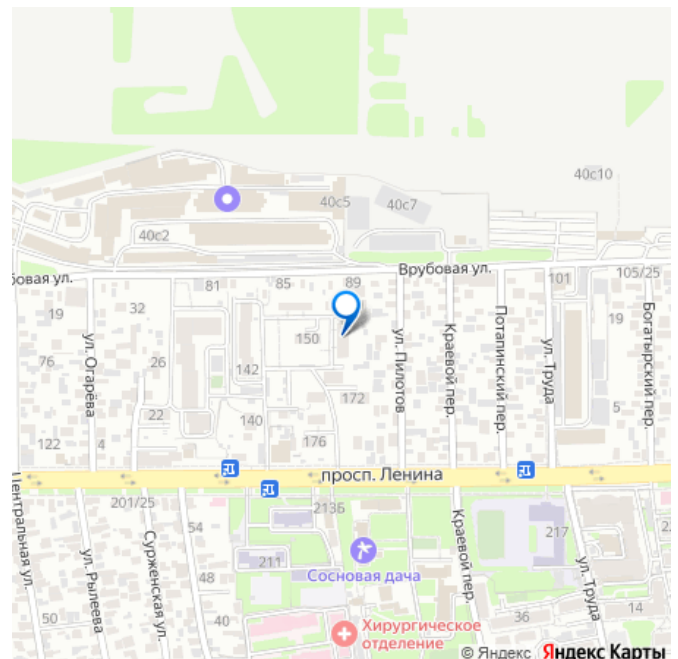 40с10
40с5
40с7
40с2
Врубовая ул.
бовая ул.
81
85
89
101
105/25
19
32
ул. Огарёва
76
26
150
142
ул. Пилотов
Краевой пер.
Потапинский пер.
ул. Труда
19
Богатырский пер.
172
22
140
5
122
4
176
просп. Ленина
Центральная ул.
201/25
213Б
54
Сурженская ул.
ул. Рылеева
211
Краевой пер.
217
ул. Труда
Сосновая дача
48
50
40
36
14
Хирургическое
отделение
© Яндекс Яндекс Карты